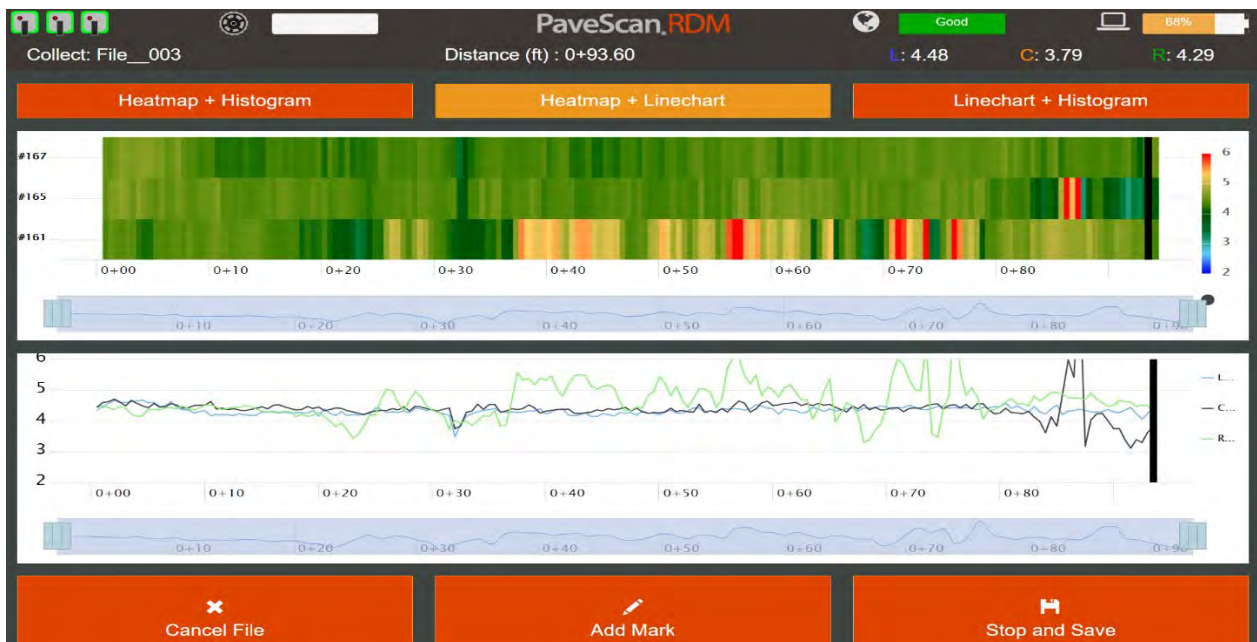 PaveScan.RDM Good 68%
Collect: File__003 Distance (ft) : 0+93.60 L: 4.48 C: 3.79 R: 4.29
Heatmap + Histogram Heatmap + Linechart Linechart + Histogram
#167
#165
#161
6
5
4
3
2
0+00 0+10 0+20 0+30 0+40 0+50 0+60 0+70 0+80
0+10 0+20 0+30 0+40 0+50 0+60 0+70 0+80 0+90
6
5
4
3
2
L...
C...
R...
0+00 0+10 0+20 0+30 0+40 0+50 0+60 0+70 0+80
0+10 0+20 0+30 0+40 0+50 0+60 0+70 0+80
Cancel File Add Mark Stop and Save